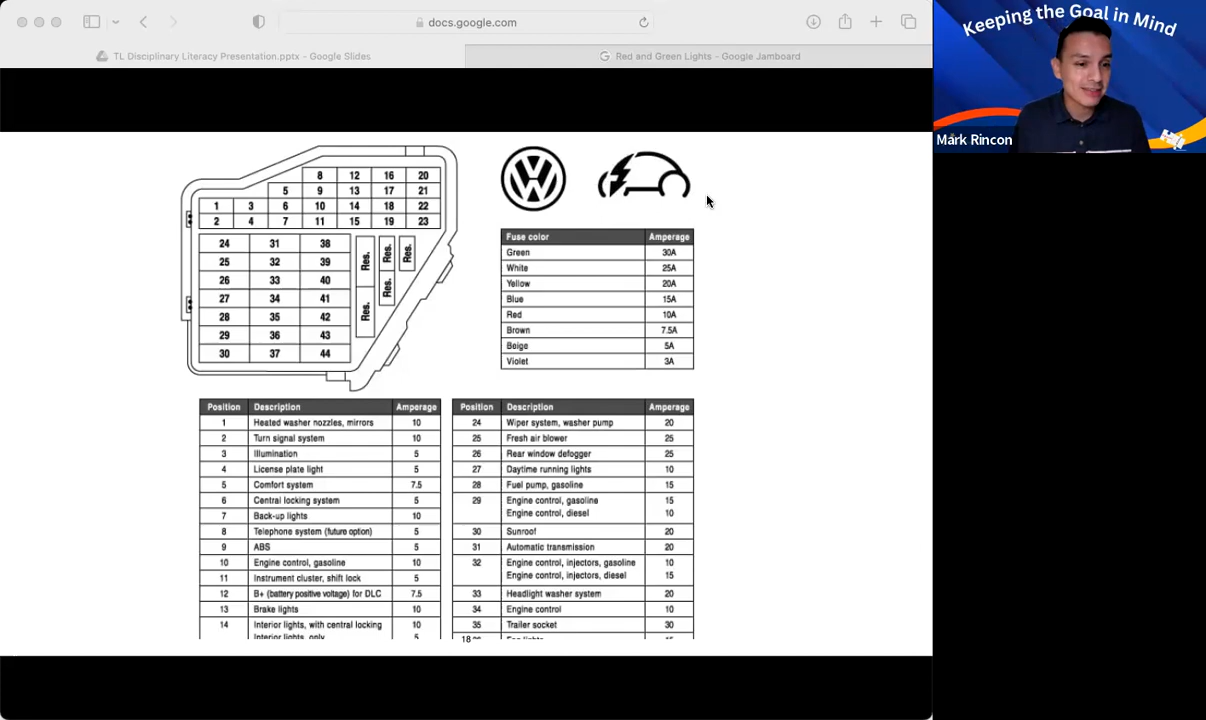 docs.google.com
TL Disciplinary Literacy Presentation.pptx - Google Slides
Red and Green Lights - Google Jamboard
Keeping the Goal in Mind
Mark Rincon
8 12 16 20
5 9 13 17 21
1 3 6 10 14 18 22
2 4 7 11 15 19 23
24 31 38
25 32 39
26 33 40
27 34 41
28 35 42
29 36 43
30 37 44
Res.
Res.
Res.
Res.
Res.
VW
Fuse color Amperage
Green 30A
White 25A
Yellow 20A
Blue 15A
Red 10A
Brown 7.5A
Beige 5A
Violet 3A
Position Description Amperage
1 Heated washer nozzles, mirrors 10
2 Turn signal system 10
3 Illumination 5
4 License plate light 5
5 Comfort system 7.5
6 Central locking system 5
7 Back-up lights 10
8 Telephone system (future option) 5
9 ABS 5
10 Engine control, gasoline 10
11 Instrument cluster, shift lock 5
12 B+ (battery positive voltage) for DLC 7.5
13 Brake lights 10
14 Interior lights, with central locking 10
Interior lights, only 5
Position Description Amperage
24 Wiper system, washer pump 20
25 Fresh air blower 25
26 Rear window defogger 25
27 Daytime running lights 10
28 Fuel pump, gasoline 15
29 Engine control, gasoline 15
Engine control, diesel 10
30 Sunroof 20
31 Automatic transmission 20
32 Engine control, injectors, gasoline 10
Engine control, injectors, diesel 15
33 Headlight washer system 20
34 Engine control 10
35 Trailer socket 30
18